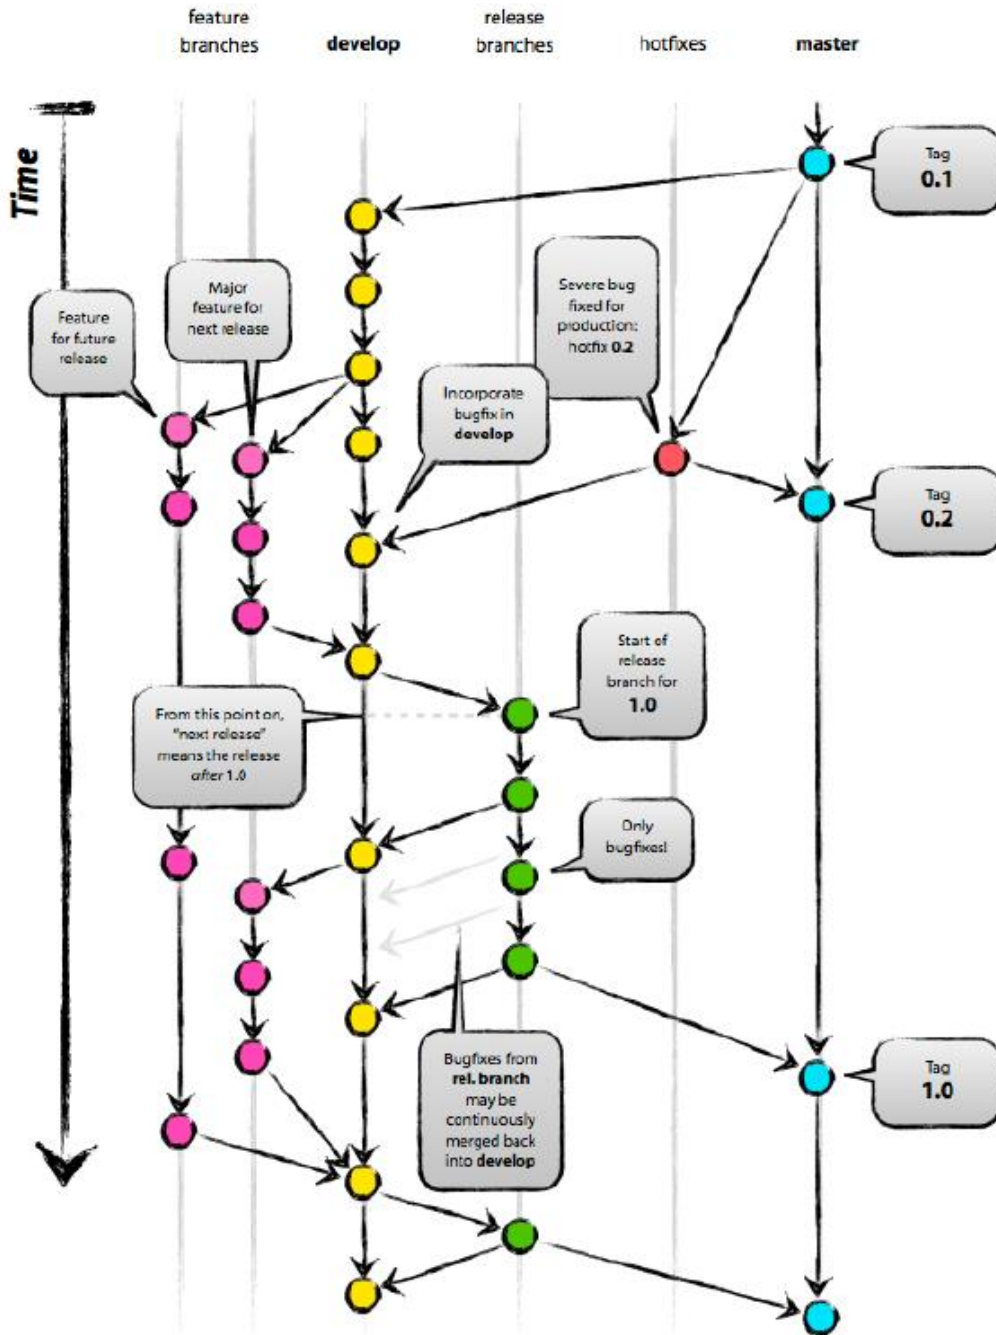 feature
branches
develop
release
branches
hotfixes
master
Time
Tag
0.1
Feature
for future
release
Major
feature for
next release
Severe bug
fixed for
production:
hotfix 0.2
Incorporate
bugfix in
develop
Tag
0.2
Start of
release
branch for
1.0
From this point on,
“next release”
means the release
after 1.0
Only
bugfixes!
Bugfixes from
rel. branch
may be
continuously
merged back
into develop
Tag
1.0